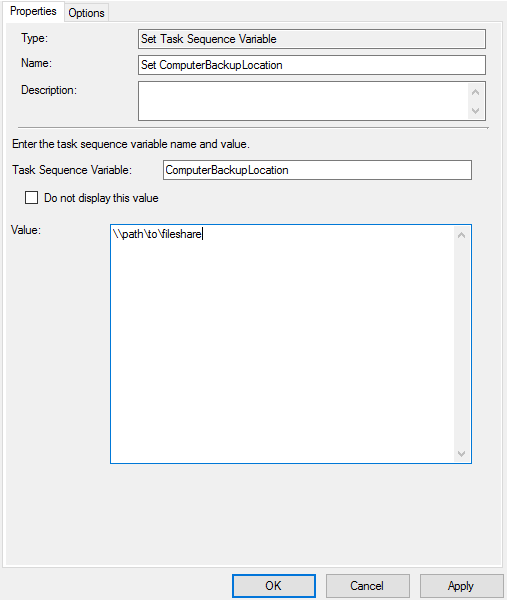 Properties Options
Type: Set Task Sequence Variable
Name: Set ComputerBackupLocation
Description:
Enter the task sequence variable name and value.
Task Sequence Variable: ComputerBackupLocation
Do not display this value
Value: \\path\to\fileshare
OK Cancel Apply